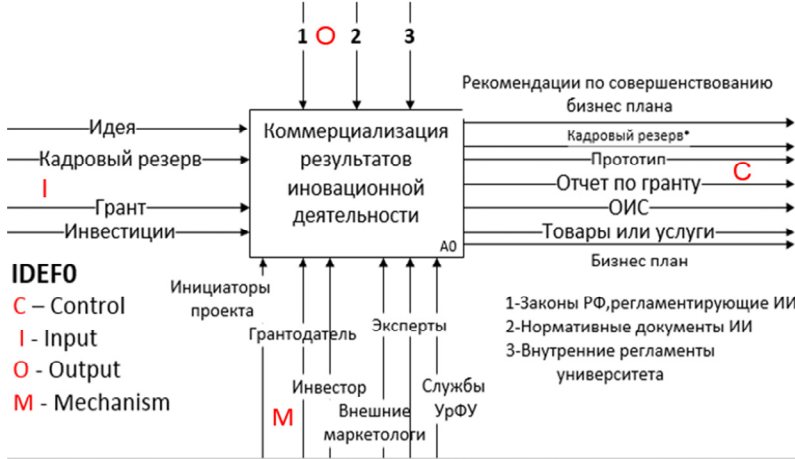 1 O 2 3
Рекомендации по совершенствованию
бизнес плана
Идея
Кадровый резерв
I
Грант
Инвестиции
Коммерциализация
результатов
иновационной
деятельности
A0
Кадровый резерв*
Прототип
C
Отчет по гранту
ОИС
Товары или услуги
Бизнес план
IDEF0
C – Control
I - Input
O - Output
M - Mechanism
Инициаторы
проекта
Грантодатель
Инвестор
M
Эксперты
Внешние
маркетологи
Службы
УрФУ
1-Законы РФ,регламентирующие ИИ
2-Нормативные документы ИИ
3-Внутренние регламенты
университета